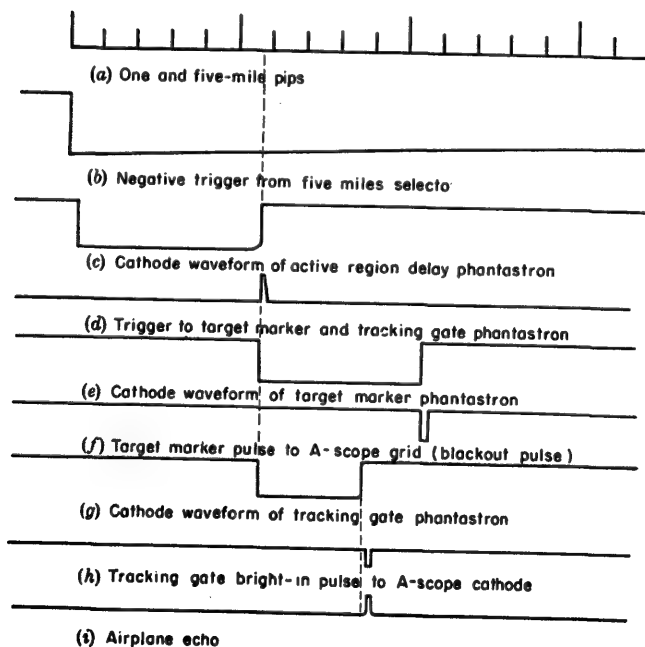 (a) One and five-mile pips
(b) Negative trigger from five miles selecto
(c) Cathode waveform of active region delay phantastron
(d) Trigger to target marker and tracking gate phantastron
(e) Cathode waveform of target marker phantastron
(f) Target marker pulse to A-scope grid (blackout pulse)
(g) Cathode waveform of tracking gate phantastron
(h) Tracking gate bright-in pulse to A-scope cathode
(i) Airplane echo